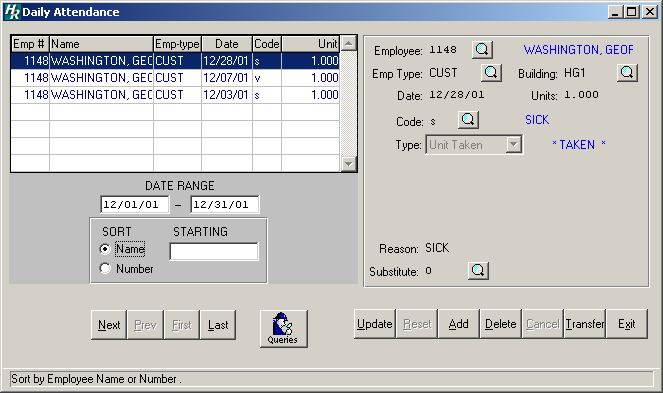 HR Daily Attendance
Emp # Name Emp-type Date Code Unit
1148 WASHINGTON, GEO CUST 12/28/01 s 1.000
1148 WASHINGTON, GEO CUST 12/07/01 v 1.000
1148 WASHINGTON, GEO CUST 12/03/01 s 1.000
DATE RANGE
12/01/01 – 12/31/01
SORT STARTING
Name
Number
Employee: 1148 WASHINGTON, GEOF
Emp Type: CUST Building: HG1
Date: 12/28/01 Units: 1.000
Code: s SICK
Type: Unit Taken * TAKEN *
Reason: SICK
Substitute: 0
Next Prev First Last Queries Update Reset Add Delete Cancel Transfer Exit
Sort by Employee Name or Number .